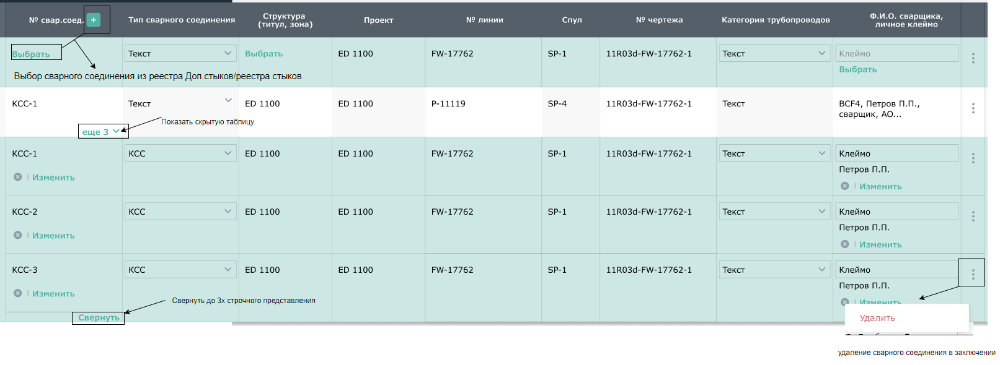 № свар.соед. +
Тип сварного соединения
Структура
(титул, зона)
Проект
№ линии
Спул
№ чертежа
Категория трубопроводов
Ф.И.О. сварщика,
личное клеймо
Выбрать
Текст
Выбрать
ED 1100
FW-17762
SP-1
11R03d-FW-17762-1
Текст
Клеймо
Выбрать
Выбор сварного соединения из реестра Доп.стыков/реестра стыков
КСС-1
Текст
ED 1100
ED 1100
P-11119
SP-4
11R03d-FW-17762-1
Текст
BCF4, Петров П.П.,
сварщик, АО...
еще 3
Показать скрытую таблицу
КСС-1
КСС
ED 1100
ED 1100
FW-17762
SP-1
11R03d-FW-17762-1
Текст
Клеймо
Петров П.П.
Изменить
Изменить
КСС-2
КСС
ED 1100
ED 1100
FW-17762
SP-1
11R03d-FW-17762-1
Текст
Клеймо
Петров П.П.
Изменить
Изменить
КСС-3
КСС
ED 1100
ED 1100
FW-17762
SP-1
11R03d-FW-17762-1
Текст
Клеймо
Петров П.П.
Изменить
Изменить
Свернуть до 3х строчного представления
Свернуть
Удалить
удаление сварного соединения в заключении